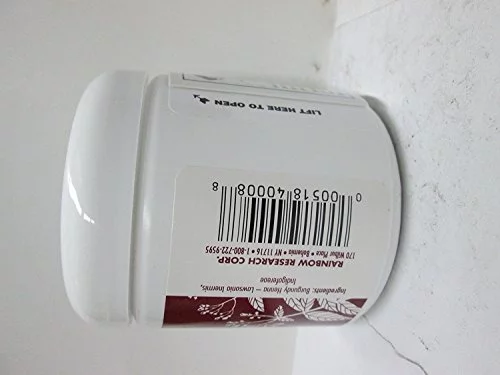 Ingredients: Burgundy Henna — Lawsonia Inermis,
Indigofereoe
RAINBOW RESEARCH CORP.
170 Wilbur Place • Bohemia • NY 11716 • 1-800-722-9595
0 00518 40008 8
LIFT HERE TO OPEN